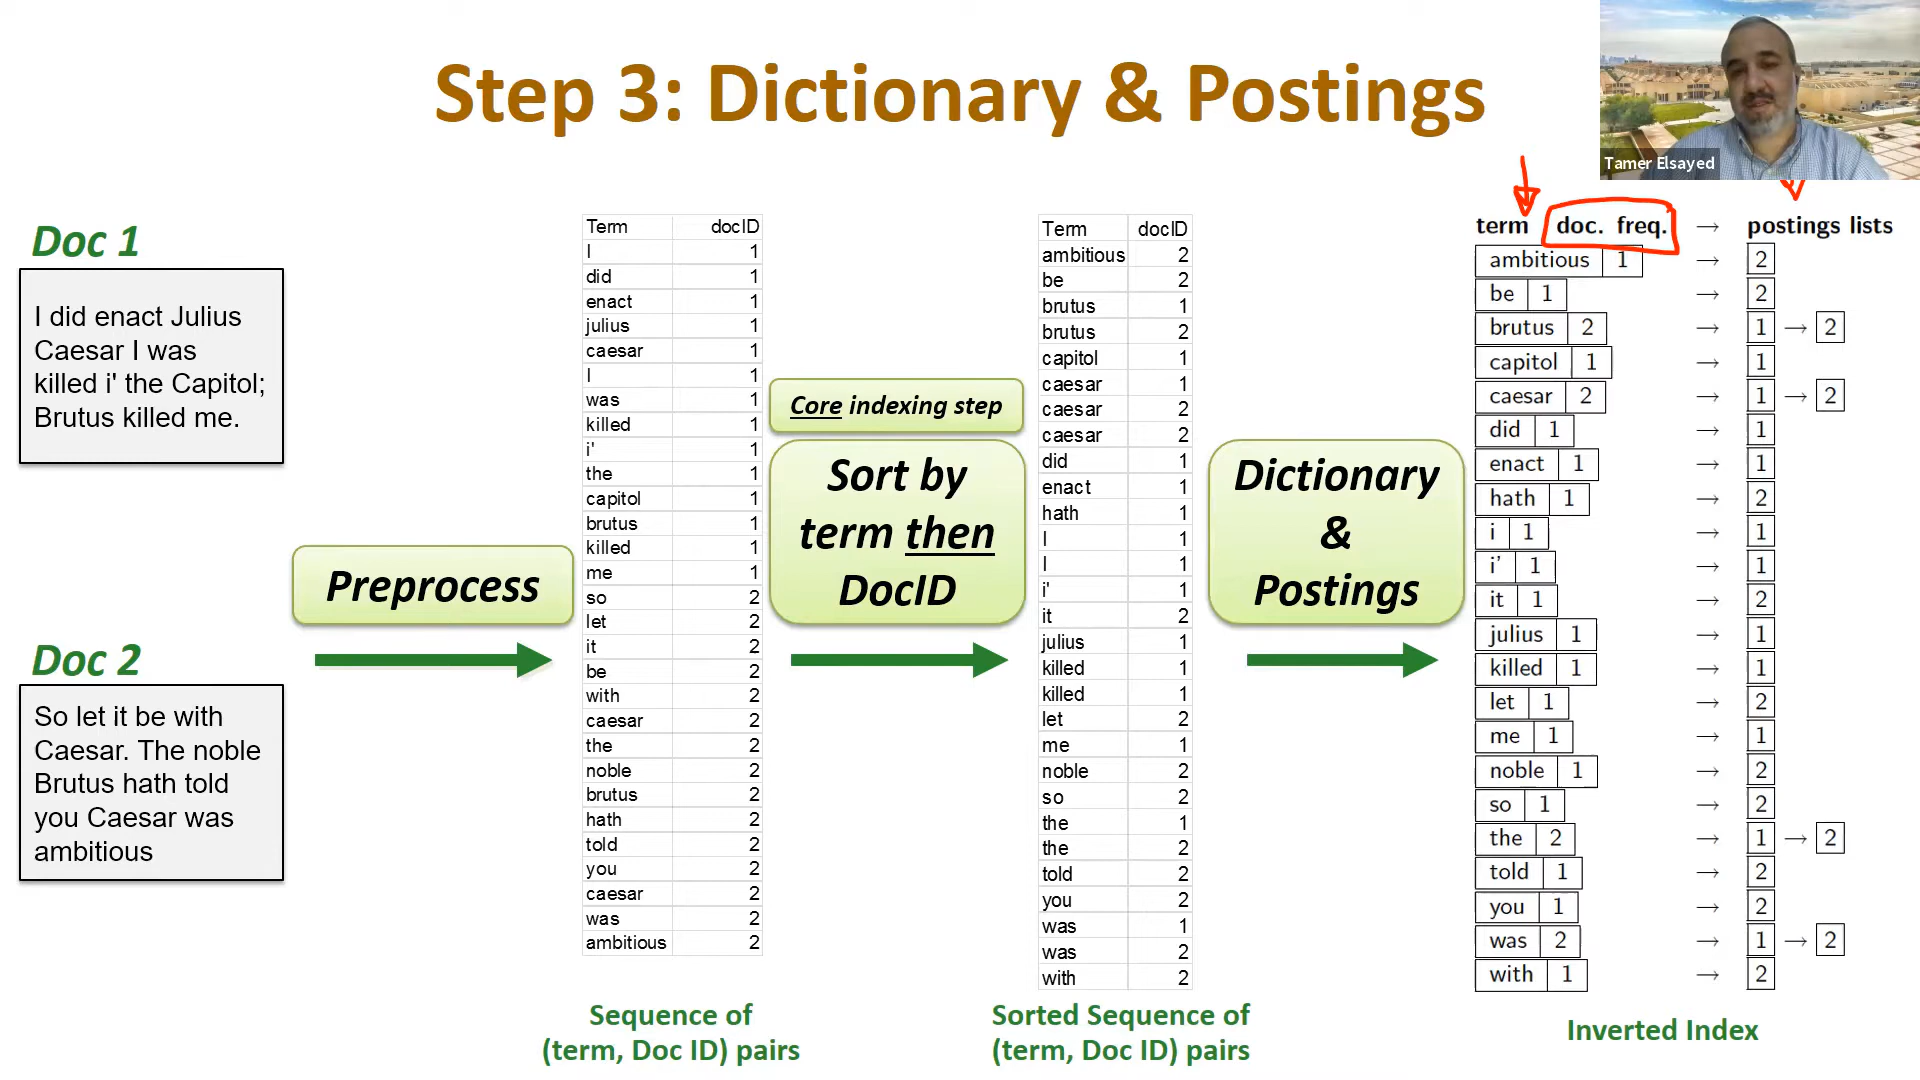 Step 3: Dictionary & Postings
Tamer Elsayed
Doc 1
I did enact Julius
Caesar I was
killed i' the Capitol;
Brutus killed me.
Doc 2
So let it be with
Caesar. The noble
Brutus hath told
you Caesar was
ambitious
Preprocess
Term docID
I 1
did 1
enact 1
julius 1
caesar 1
I 1
was 1
killed 1
i' 1
the 1
capitol 1
brutus 1
killed 1
me 1
so 2
let 2
it 2
be 2
with 2
caesar 2
the 2
noble 2
brutus 2
hath 2
told 2
you 2
caesar 2
was 2
ambitious 2
Sequence of
(term, Doc ID) pairs
Core indexing step
Sort by
term then
DocID
Term docID
ambitious 2
be 2
brutus 1
brutus 2
capitol 1
caesar 1
caesar 2
caesar 2
did 1
enact 1
hath 1
I 1
I 1
i' 1
it 2
julius 1
killed 1
killed 1
let 2
me 1
noble 2
so 2
the 1
the 2
told 2
you 2
was 1
was 2
with 2
Sorted Sequence of
(term, Doc ID) pairs
Dictionary
&
Postings
term doc. freq. → postings lists
ambitious 1 → 2
be 1 → 2
brutus 2 → 1 → 2
capitol 1 → 1
caesar 2 → 1 → 2
did 1 → 1
enact 1 → 1
hath 1 → 2
i 1 → 1
i' 1 → 1
it 1 → 2
julius 1 → 1
killed 1 → 1
let 1 → 2
me 1 → 1
noble 1 → 2
so 1 → 2
the 2 → 1 → 2
told 1 → 2
you 1 → 2
was 2 → 1 → 2
with 1 → 2
Inverted Index